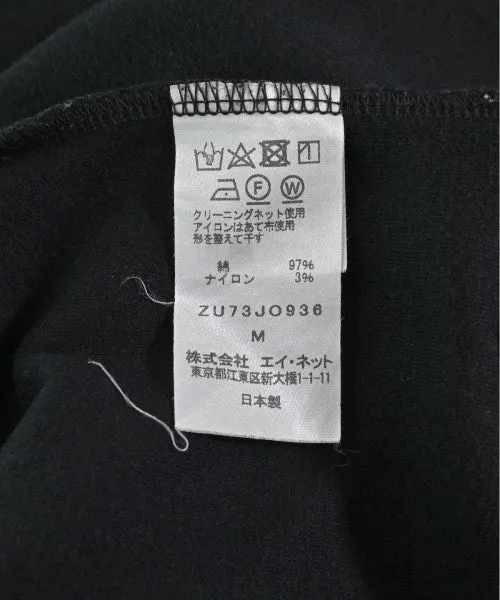 F W
クリーニングネット使用
アイロンはあて布使用
形を整えて干す
綿 97%
ナイロン 3%
ZU73JO936
M
株式会社 エイ・ネット
東京都江東区新大橋1-1-11
日本製